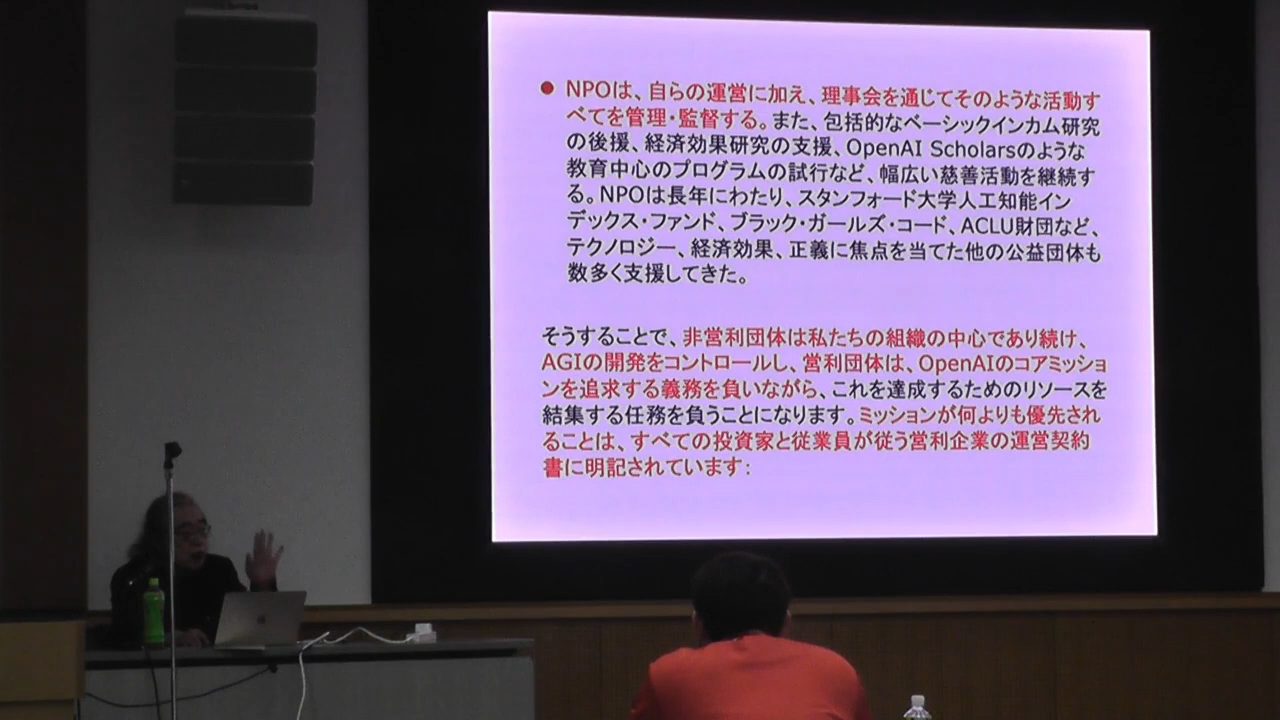 ● NPOは、自らの運営に加え、理事会を通じてそのような活動す
べてを管理・監督する。また、包括的なベーシックインカム研究
の後援、経済効果研究の支援、OpenAI Scholarsのような
教育中心のプログラムの試行など、幅広い慈善活動を継続す
る。NPOは長年にわたり、スタンフォード大学人工知能イン
デックス・ファンド、ブラック・ガールズ・コード、ACLU財団など、
テクノロジー、経済効果、正義に焦点を当てた他の公益団体も
数多く支援してきた。
そうすることで、非営利団体は私たちの組織の中心であり続け、
AGIの開発をコントロールし、営利団体は、OpenAIのコアミッショ
ンを追求する義務を負いながら、これを達成するためのリソースを
結集する任務を負うことになります。ミッションが何よりも優先され
ることは、すべての投資家と従業員が従う営利企業の運営契約
書に明記されています：